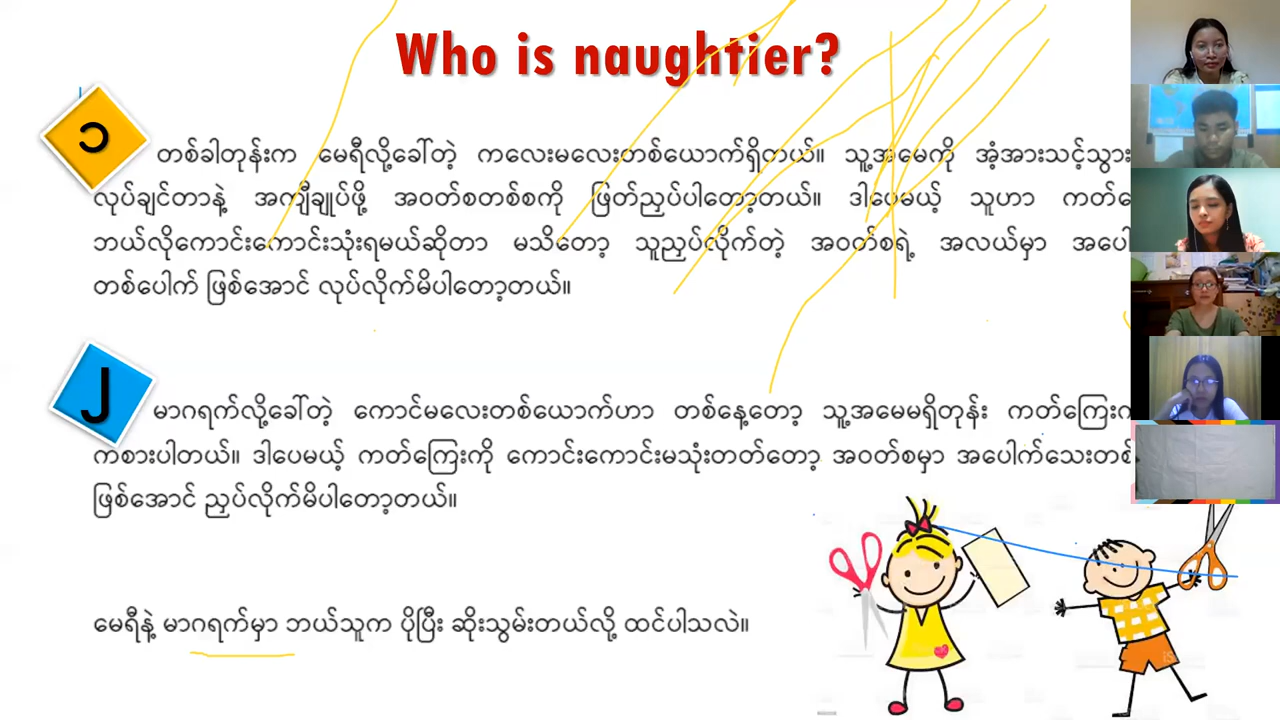 Who is naughtier?
၁
တစ်ခါတုန်းက မေရီလို့ခေါ်တဲ့ ကလေးမလေးတစ်ယောက်ရှိတယ်။ သူ့အမေကို အံ့အားသင့်သွား
လုပ်ချင်တာနဲ့ အင်္ကျီချုပ်ဖို့ အဝတ်စတစ်စကို ဖြတ်ညှပ်ပါတော့တယ်။ ဒါပေမယ့် သူဟာ
ဘယ်လိုကောင်းကောင်းသုံးရမယ်ဆိုတာ မသိတော့ သူညှပ်လိုက်တဲ့ အဝတ်စရဲ့ အလယ်မှာ
တစ်ပေါက် ဖြစ်အောင် လုပ်လိုက်မိပါတော့တယ်။
၂
မာဂရက်လို့ခေါ်တဲ့ ကောင်မလေးတစ်ယောက်ဟာ တစ်နေ့တော့ သူ့အမေမရှိတုန်း ကတ်ကြေး
ကစားပါတယ်။ ဒါပေမယ့် ကတ်ကြေးကို ကောင်းကောင်းမသုံးတတ်တော့ အဝတ်စမှာ အပေါက်သေးတစ်
ဖြစ်အောင် ညှပ်လိုက်မိပါတော့တယ်။
မေရီနဲ့ မာဂရက်မှာ ဘယ်သူက ပိုပြီး ဆိုးသွမ်းတယ်လို့ ထင်ပါသလဲ။